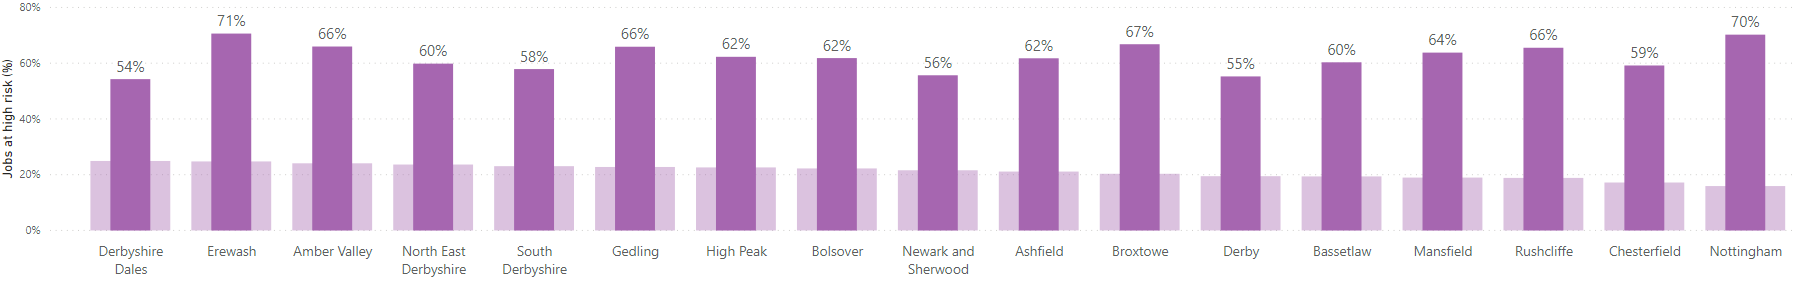 Jobs at high risk (%)
80%
60%
40%
20%
0%
54%
71%
66%
60%
58%
66%
62%
62%
56%
62%
67%
55%
60%
64%
66%
59%
70%
Derbyshire
Dales
Erewash
Amber Valley
North East
Derbyshire
South
Derbyshire
Gedling
High Peak
Bolsover
Newark and
Sherwood
Ashfield
Broxtowe
Derby
Bassetlaw
Mansfield
Rushcliffe
Chesterfield
Nottingham